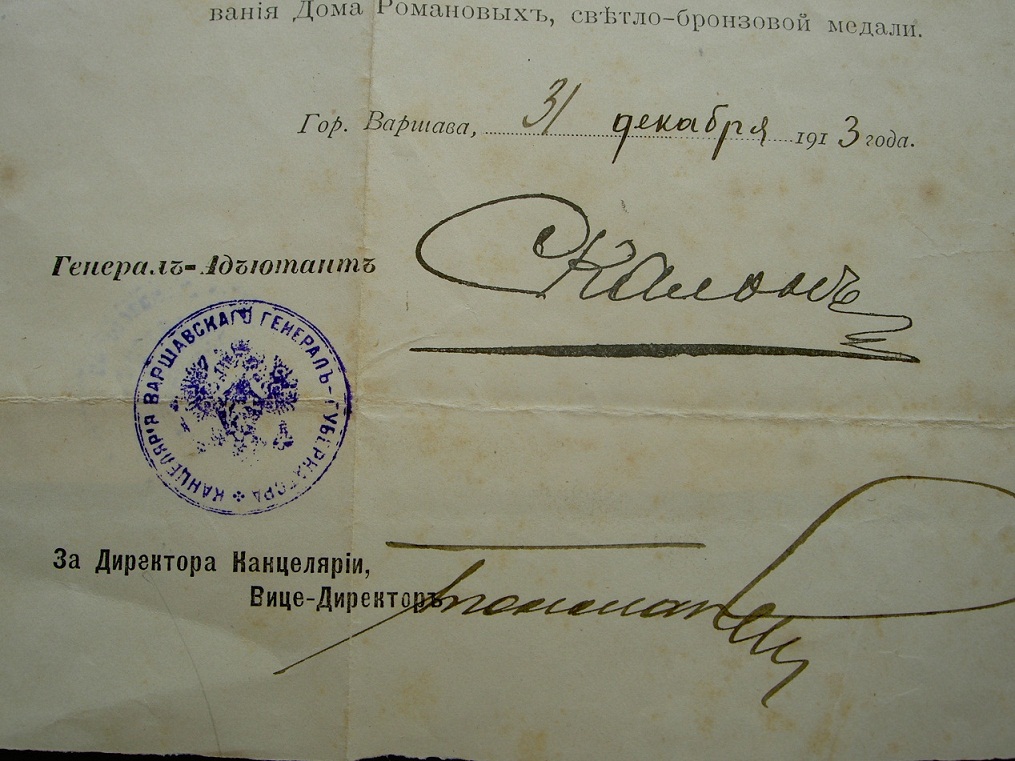 ванія Дома Романовыхъ, свѣтло-бронзовой медали.
Гор. Варшава, 31 декабря 1913 года.
Генералъ-Адъютантъ Скалонъ
КАНЦЕЛЯРІЯ ВАРШАВСКАГО ГЕНЕРАЛЪ-ГУБЕРНАТОРА
За Директора Канцеляріи,
Вице-Директоръ